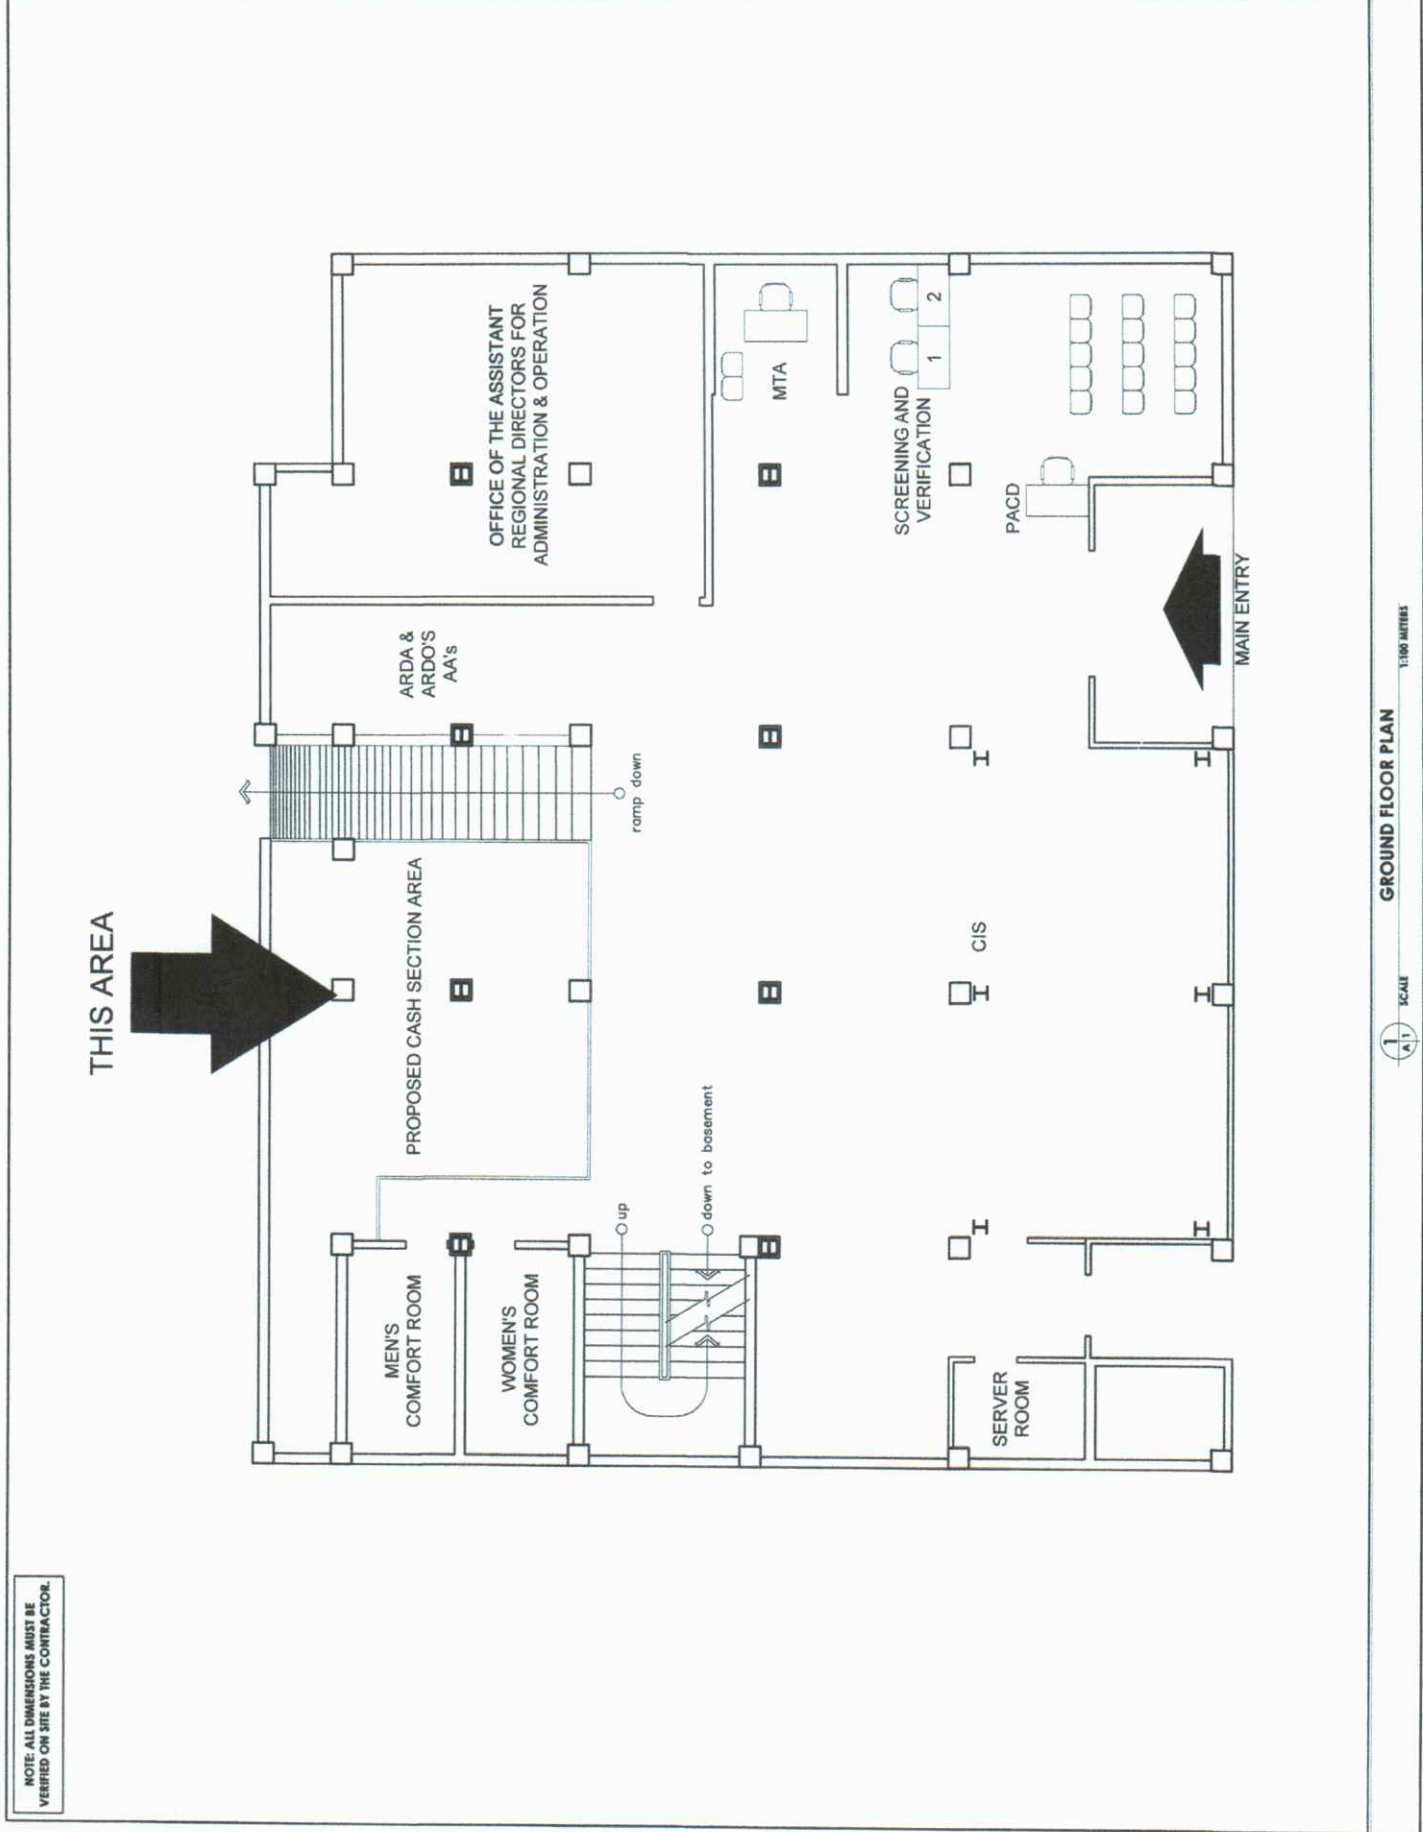 NOTE: ALL DIMENSIONS MUST BE
VERIFIED ON SITE BY THE CONTRACTOR.
THIS AREA
MEN'S
COMFORT ROOM
WOMEN'S
COMFORT ROOM
PROPOSED CASH SECTION AREA
ARDA &
ARDO'S
AA's
OFFICE OF THE ASSISTANT
REGIONAL DIRECTORS FOR
ADMINISTRATION & OPERATION
up
down to basement
ramp down
MTA
SERVER
ROOM
CIS
SCREENING AND
VERIFICATION
1
2
PACD
MAIN ENTRY
1
A 1
GROUND FLOOR PLAN
SCALE
1:100 METERS